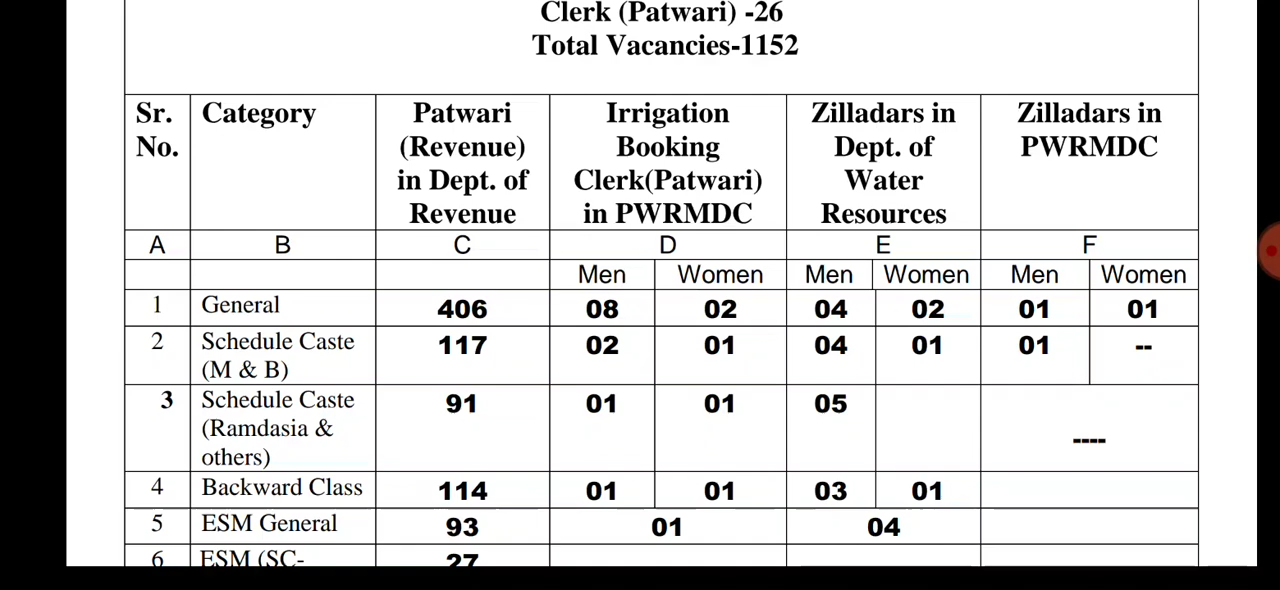 Clerk (Patwari) -26
Total Vacancies-1152
Sr. No. Category Patwari (Revenue) in Dept. of Revenue Irrigation Booking Clerk(Patwari) in PWRMDC Zilladars in Dept. of Water Resources Zilladars in PWRMDC
A B C D E F
Men Women Men Women Men Women
1 General 406 08 02 04 02 01 01
2 Schedule Caste (M & B) 117 02 01 04 01 01 --
3 Schedule Caste (Ramdasia & others) 91 01 01 05 ----
4 Backward Class 114 01 01 03 01
5 ESM General 93 01 04
6 ESM (SC- 27